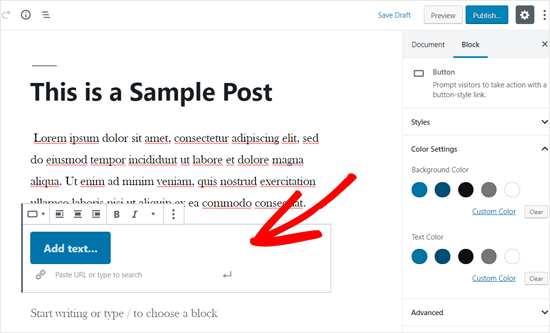 Save Draft
Preview
Publish...
Document
Block
Button
Prompt visitors to take action with a
button-style link.
Styles
Color Settings
Background Color
Custom Color
Clear
Text Color
Custom Color
Clear
Advanced
This is a Sample Post
Lorem ipsum dolor sit amet, consectetur adipiscing elit, sed
do eiusmod tempor incididunt ut labore et dolore magna
aliqua. Ut enim ad minim veniam, quis nostrud exercitation
ullamco laboris nisi ut aliquip ex ea commodo consequat.
B I
Add text...
Paste URL or type to search
Start writing or type / to choose a block